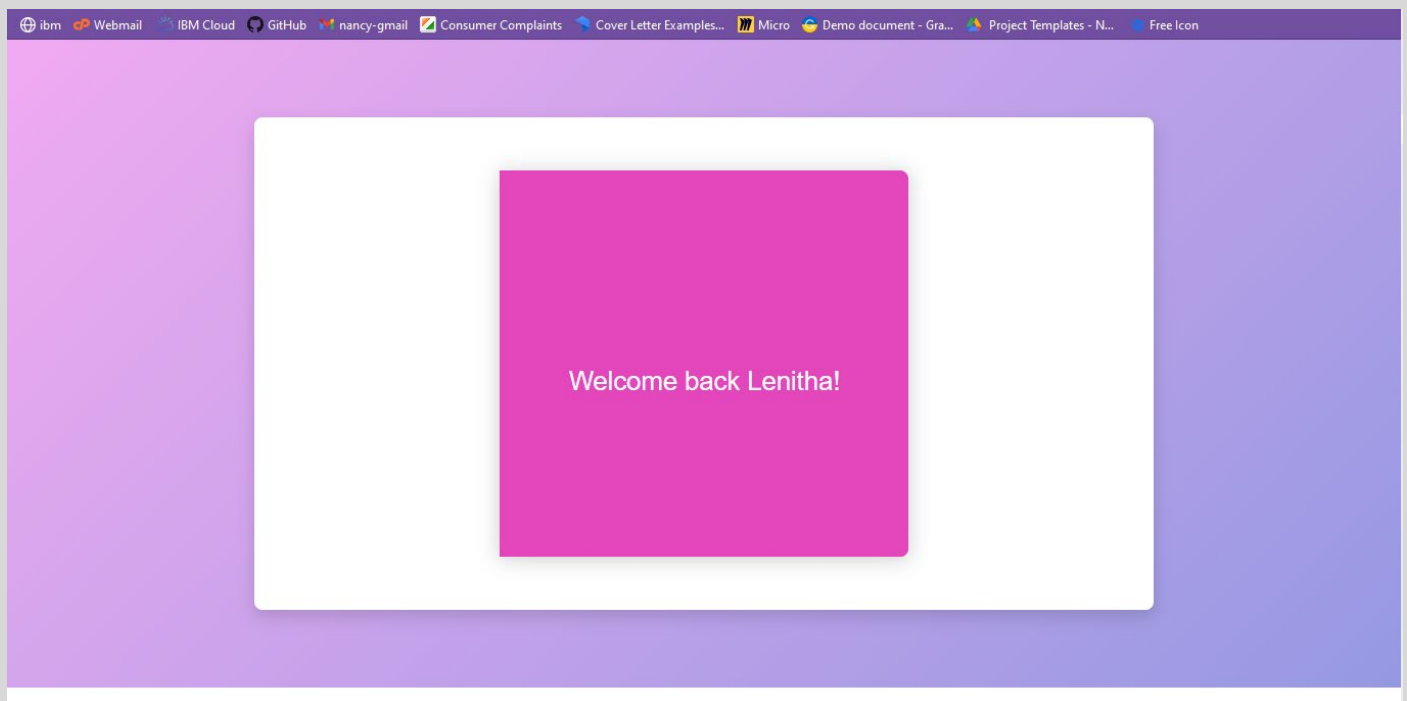 ibm Webmail IBM Cloud GitHub nancy-gmail Consumer Complaints Cover Letter Examples... Micro Demo document - Gra... Project Templates - N... Free Icon
Welcome back Lenitha!